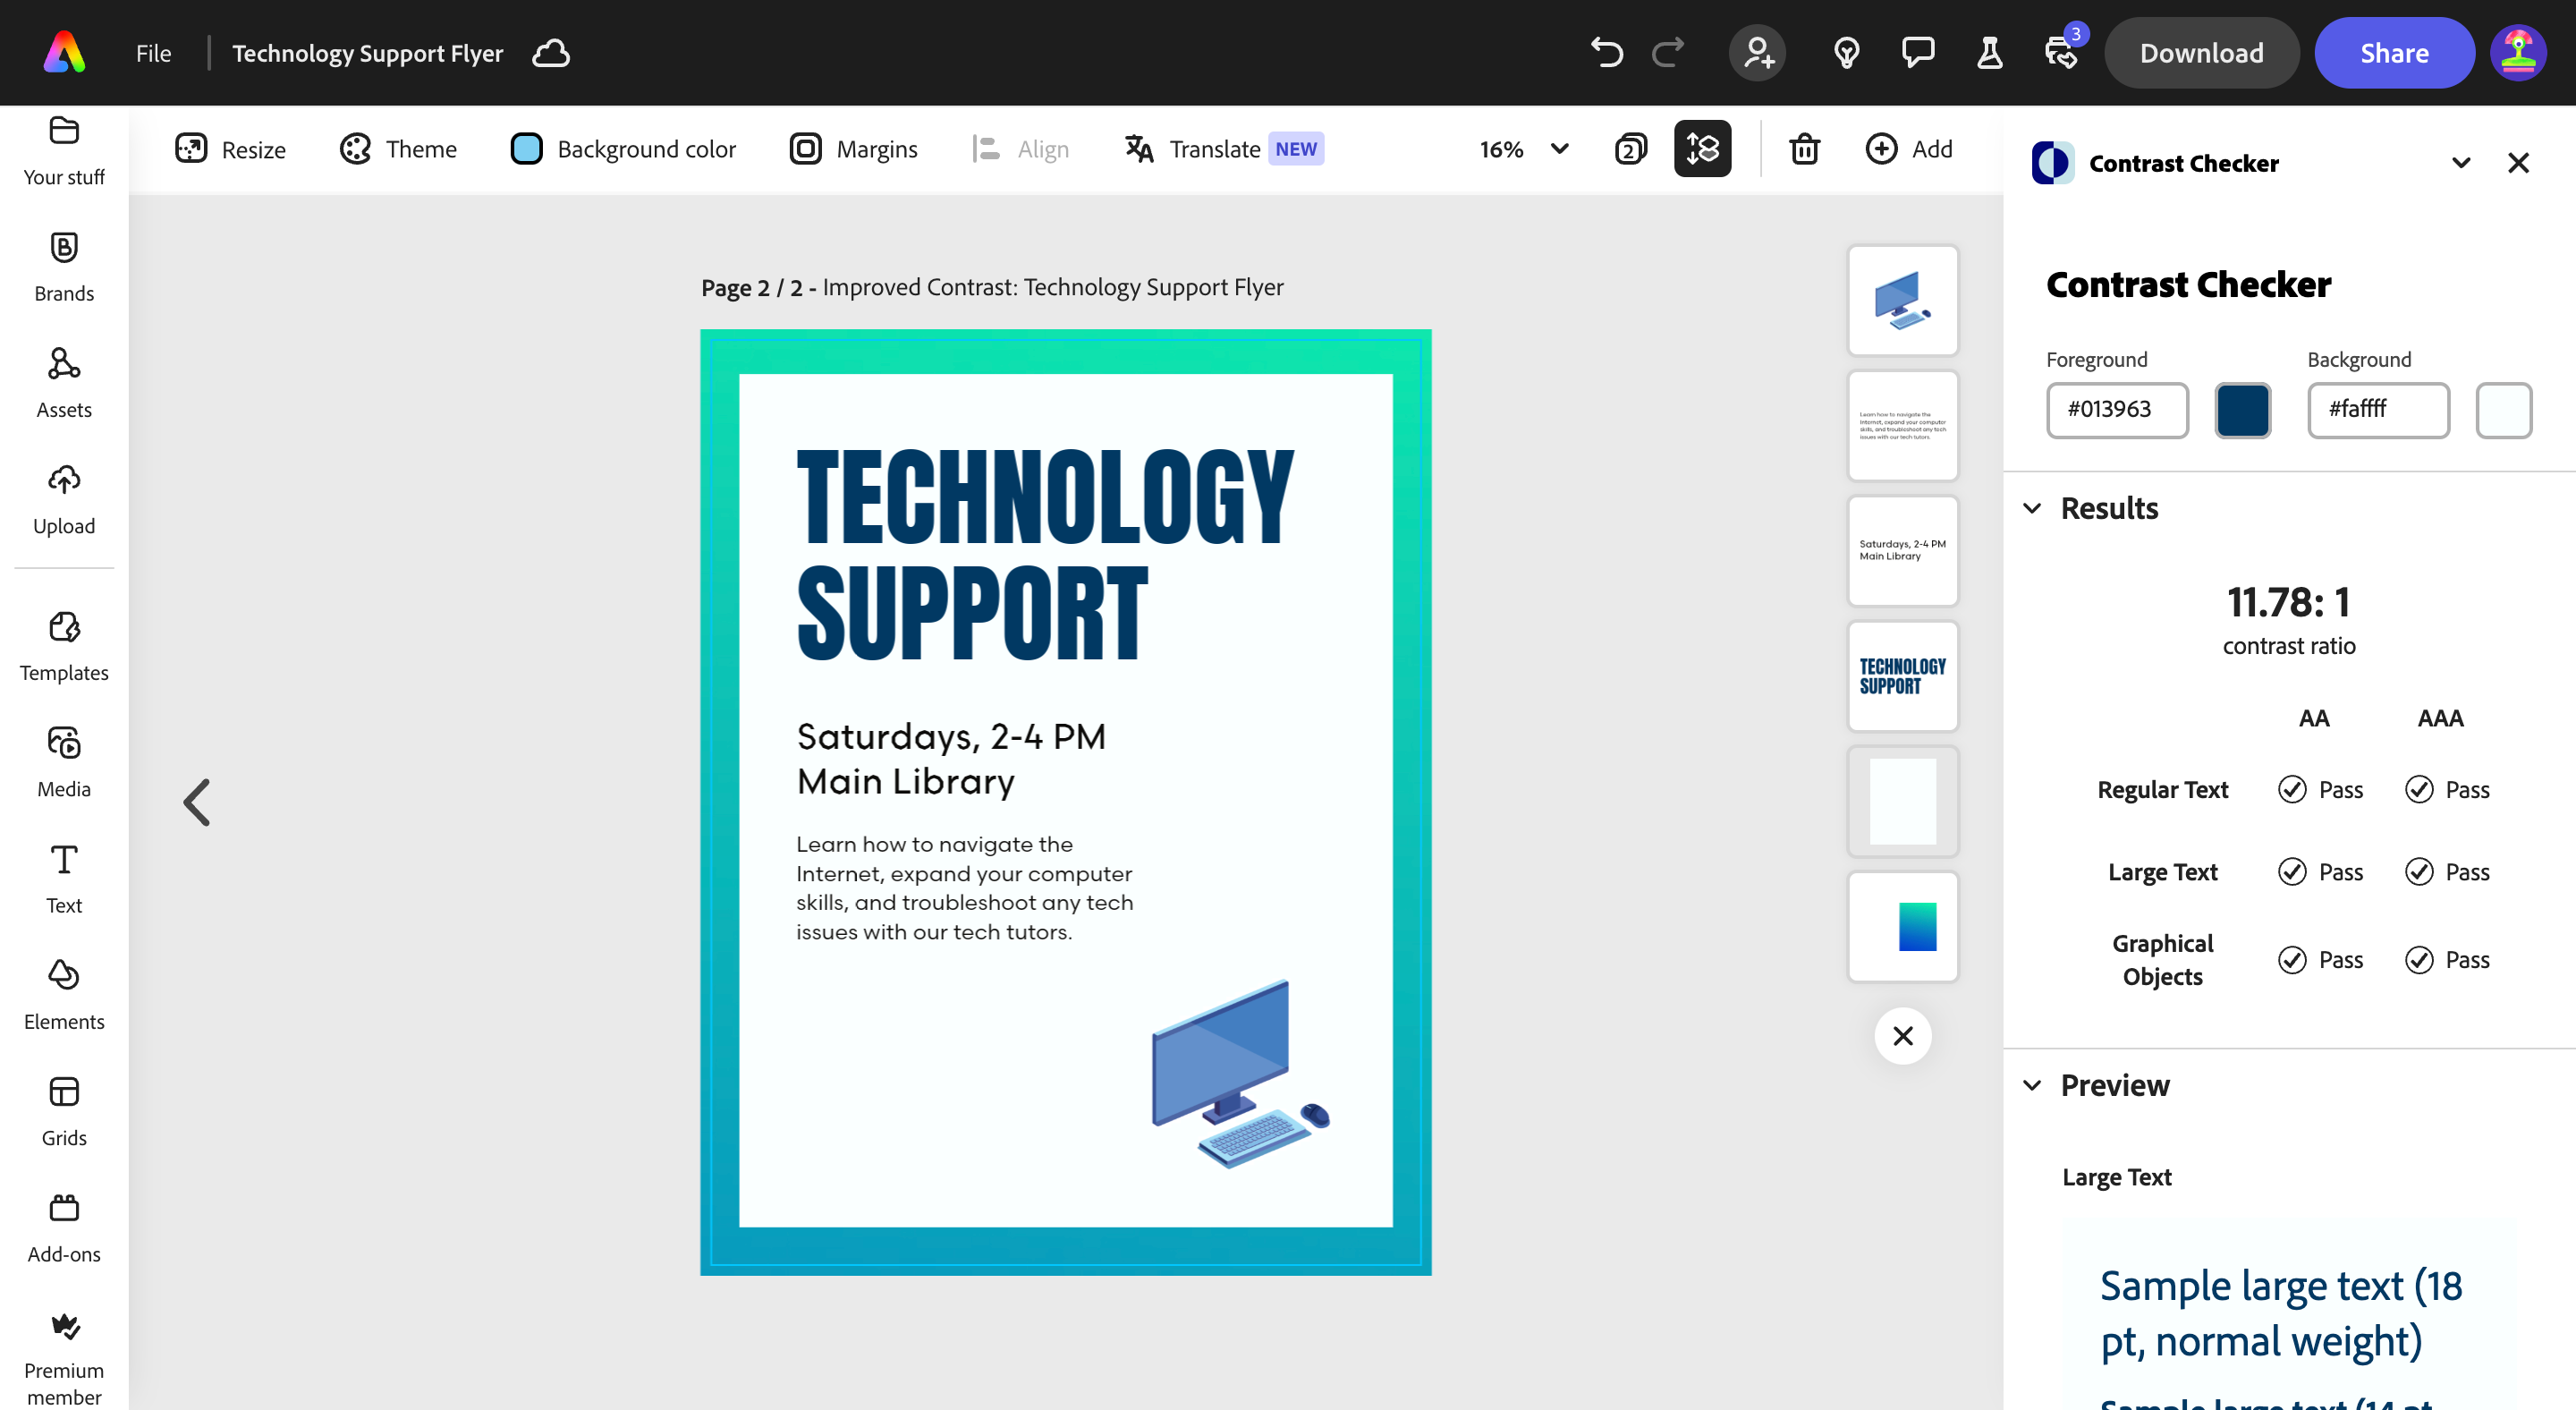 File
Technology Support Flyer
3
Download
Share
Your stuff
Brands
Assets
Upload
Templates
Media
Text
Elements
Grids
Add-ons
Premium
member
Resize
Theme
Background color
Margins
Align
Translate NEW
16%
2
Add
Page 2 / 2 - Improved Contrast: Technology Support Flyer
TECHNOLOGY
SUPPORT
Saturdays, 2-4 PM
Main Library
Learn how to navigate the
Internet, expand your computer
skills, and troubleshoot any tech
issues with our tech tutors.
Learn how to navigate the
Internet, expand your computer
skills, and troubleshoot any tech
issues with our tech tutors.
Saturdays, 2-4 PM
Main Library
TECHNOLOGY
SUPPORT
Contrast Checker
Contrast Checker
Foreground
Background
#013963
#faffff
Results
11.78: 1
contrast ratio
AA AAA
Regular Text Pass Pass
Large Text Pass Pass
Graphical
Objects Pass Pass
Preview
Large Text
Sample large text (18
pt, normal weight)
Sample large text (14 pt,